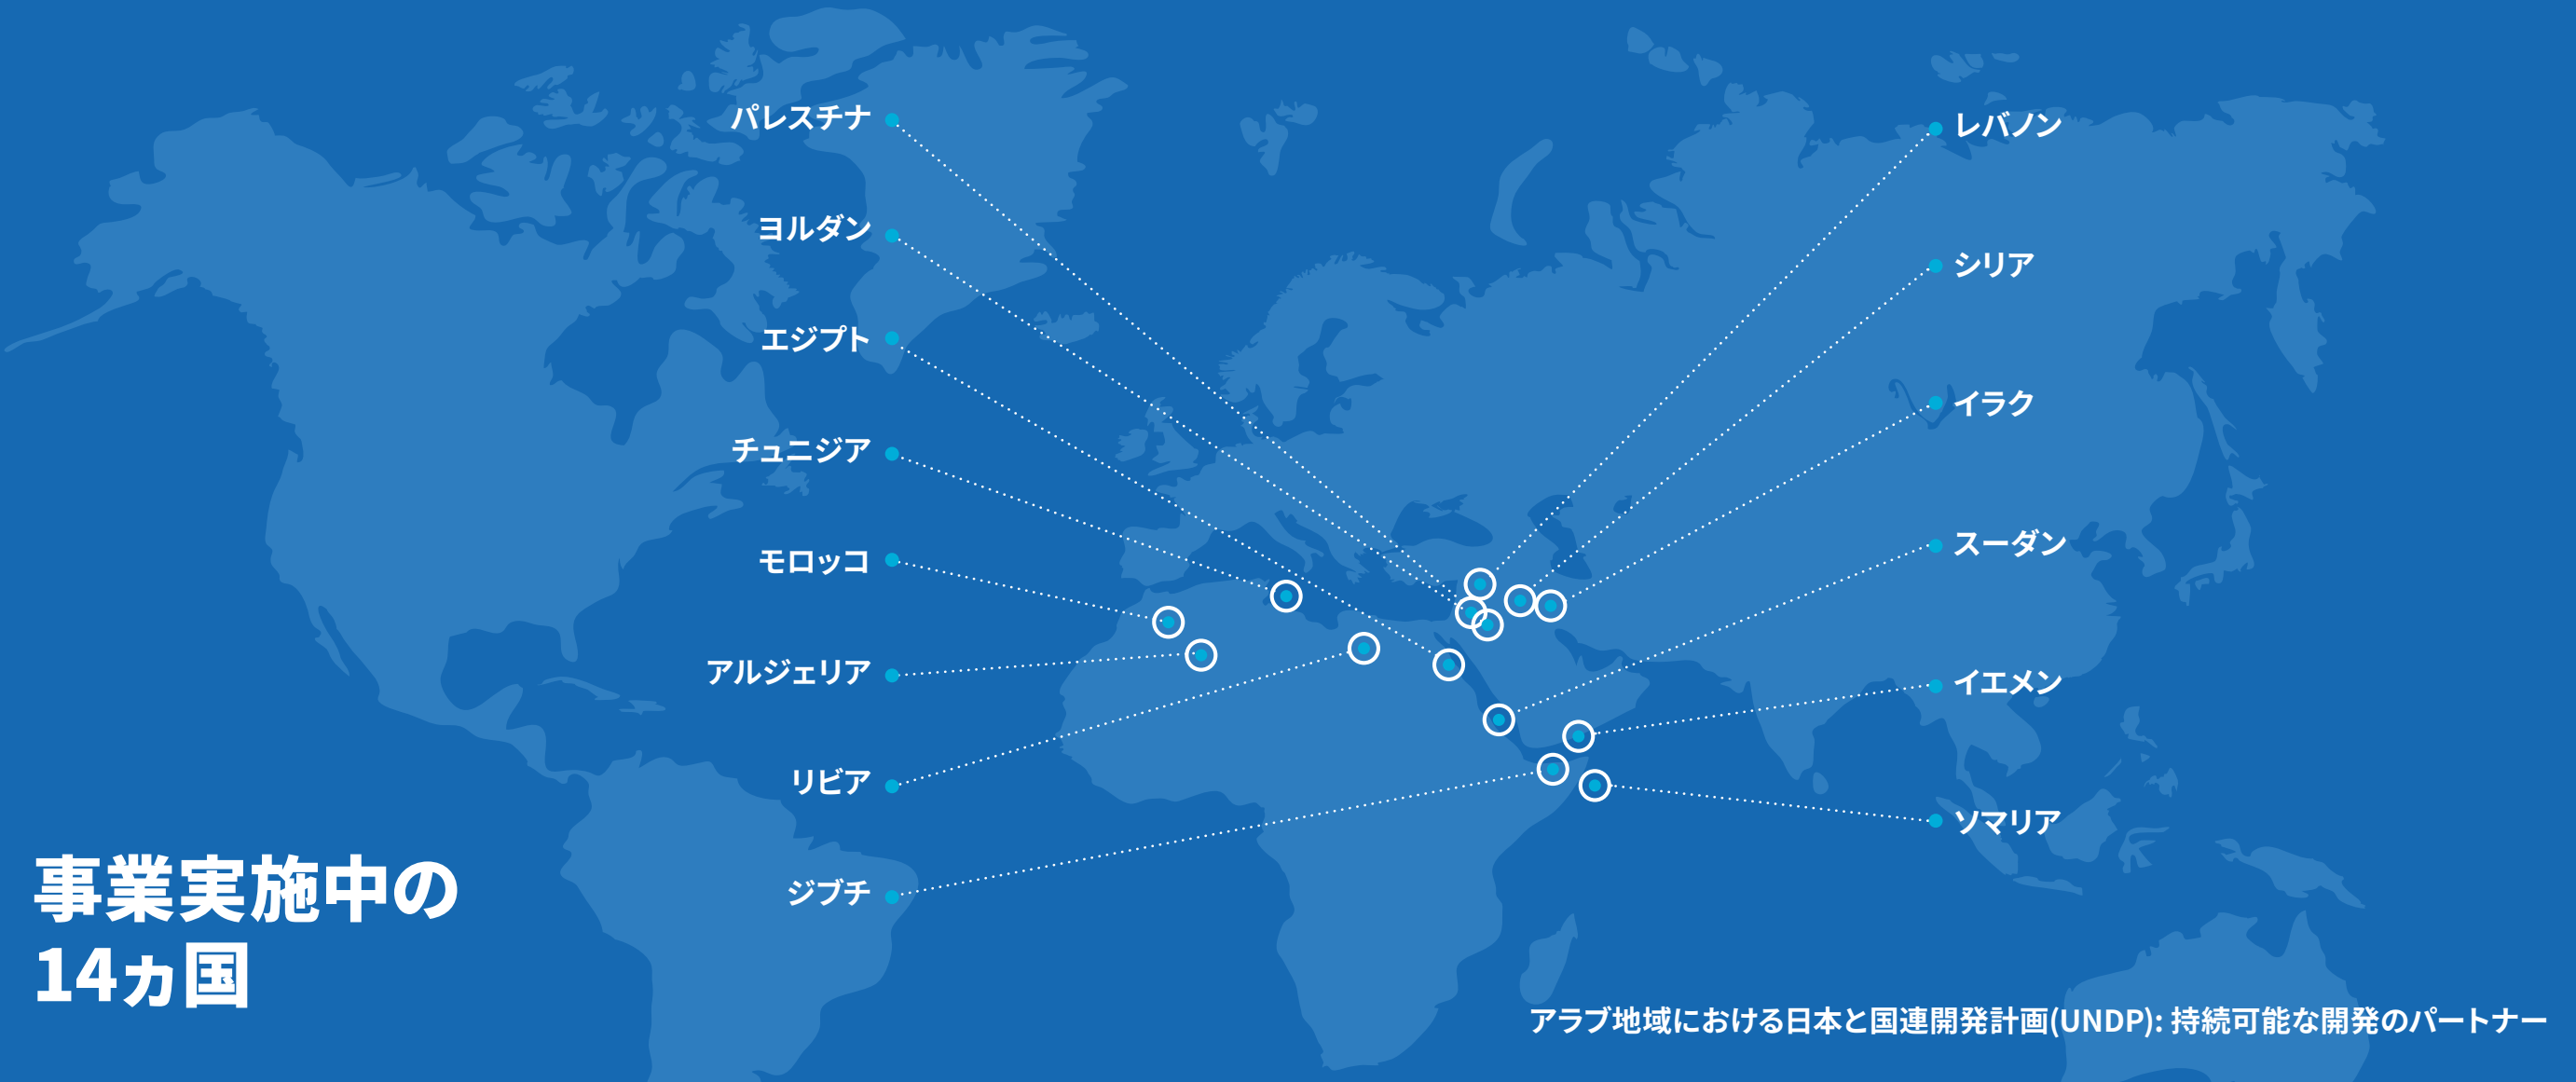 パレスチナ
ヨルダン
エジプト
チュニジア
モロッコ
アルジェリア
リビア
ジブチ
レバノン
シリア
イラク
スーダン
イエメン
ソマリア
事業実施中の
14ヵ国
アラブ地域における日本と国連開発計画(UNDP): 持続可能な開発のパートナー